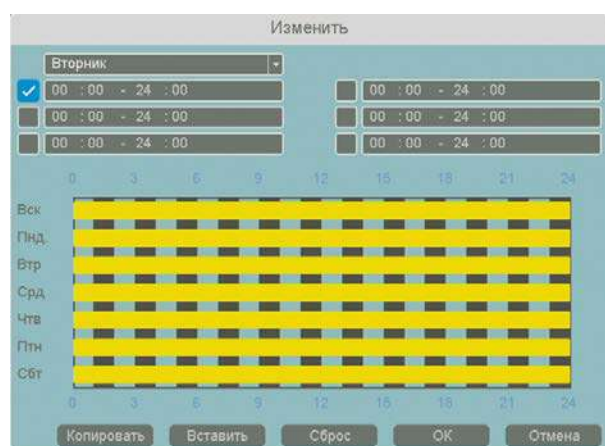 Изменить
Вторник
00 :00 - 24 :00 00 :00 - 24 :00
00 :00 - 24 :00 00 :00 - 24 :00
00 :00 - 24 :00 00 :00 - 24 :00
0 3 6 9 12 15 18 21 24
Вск
Пнд.
Втр
Срд
Чтв
Птн
Сбт
0 3 6 9 12 15 18 21 24
Копировать Вставить Сброс ОК Отмена